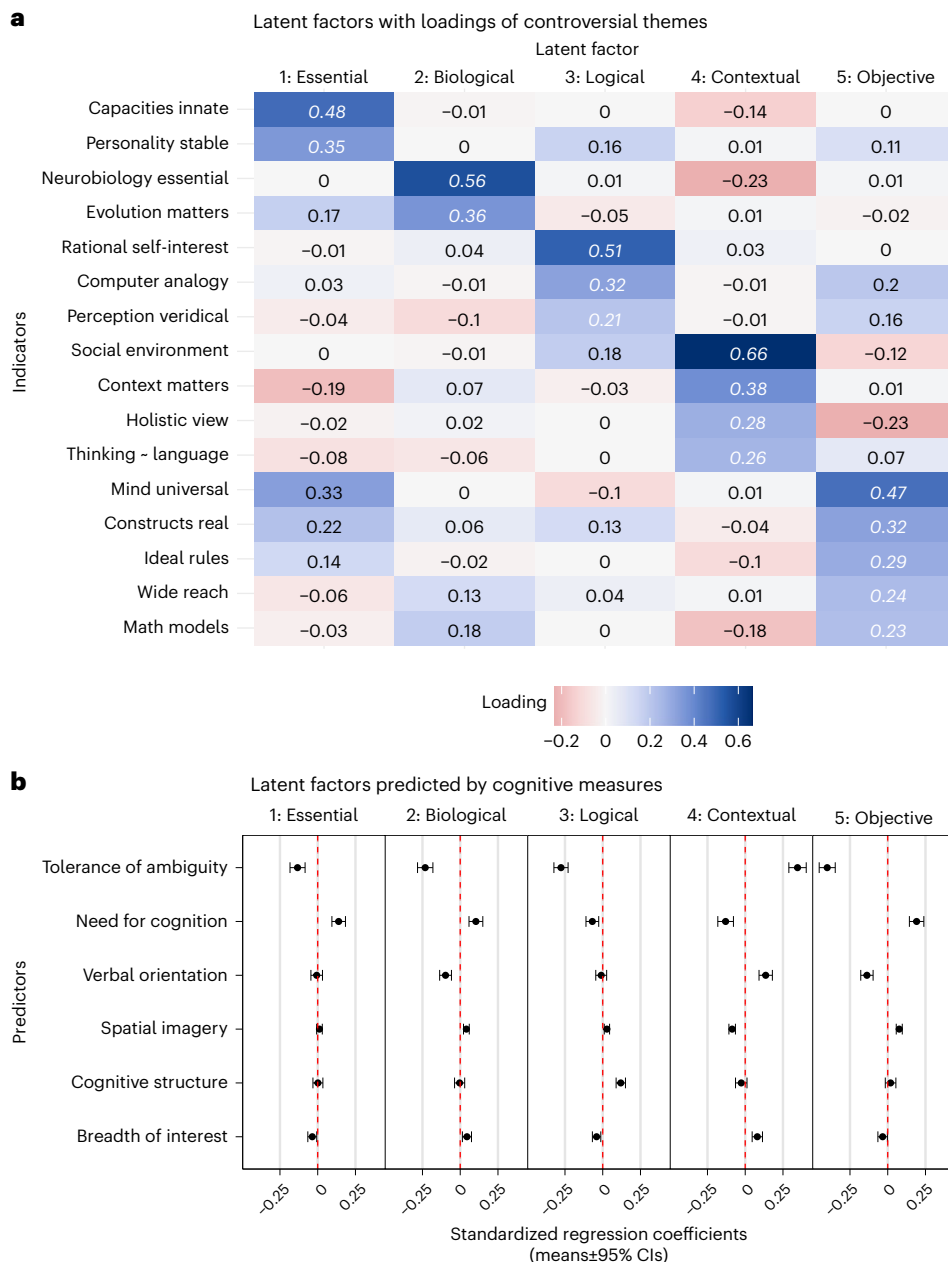 a
Latent factors with loadings of controversial themes
Latent factor
1: Essential 2: Biological 3: Logical 4: Contextual 5: Objective
Indicators
Capacities innate 0.48 −0.01 0 −0.14 0
Personality stable 0.35 0 0.16 0.01 0.11
Neurobiology essential 0 0.56 0.01 −0.23 0.01
Evolution matters 0.17 0.36 −0.05 0.01 −0.02
Rational self-interest −0.01 0.04 0.51 0.03 0
Computer analogy 0.03 −0.01 0.32 −0.01 0.2
Perception veridical −0.04 −0.1 0.21 −0.01 0.16
Social environment 0 −0.01 0.18 0.66 −0.12
Context matters −0.19 0.07 −0.03 0.38 0.01
Holistic view −0.02 0.02 0 0.28 −0.23
Thinking ~ language −0.08 −0.06 0 0.26 0.07
Mind universal 0.33 0 −0.1 0.01 0.47
Constructs real 0.22 0.06 0.13 −0.04 0.32
Ideal rules 0.14 −0.02 0 −0.1 0.29
Wide reach −0.06 0.13 0.04 0.01 0.24
Math models −0.03 0.18 0 −0.18 0.23
Loading
−0.2 0 0.2 0.4 0.6
b
Latent factors predicted by cognitive measures
1: Essential 2: Biological 3: Logical 4: Contextual 5: Objective
Predictors
Tolerance of ambiguity
Need for cognition
Verbal orientation
Spatial imagery
Cognitive structure
Breadth of interest
−0.25 0 0.25 −0.25 0 0.25 −0.25 0 0.25 −0.25 0 0.25 −0.25 0 0.25
Standardized regression coefficients
(means±95% CIs)